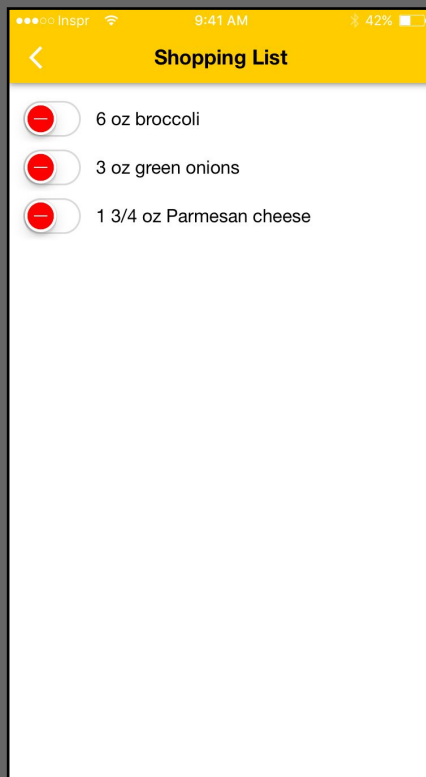 Inspr 9:41 AM 42%
Shopping List
6 oz broccoli
3 oz green onions
1 3/4 oz Parmesan cheese